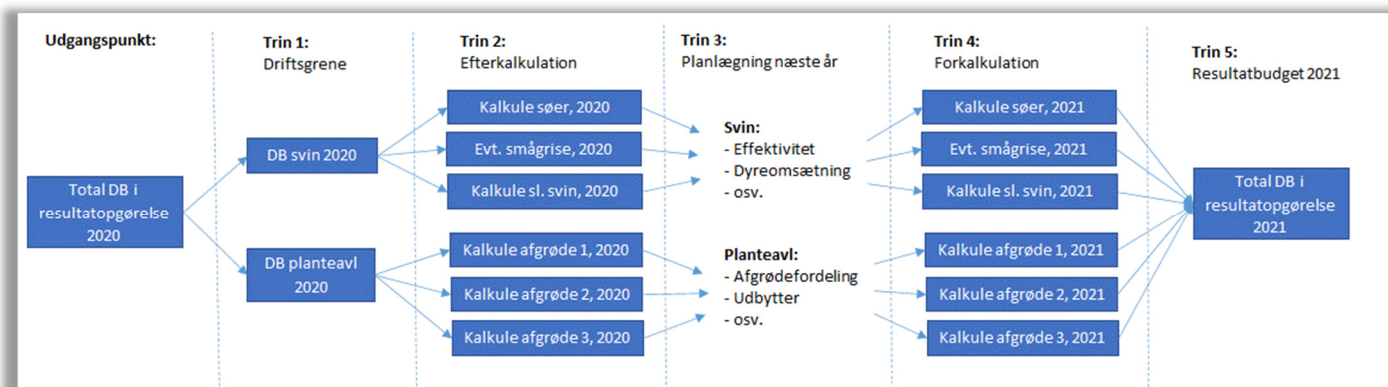 Udgangspunkt:
Total DB i
resultatopgørelse
2020
Trin 1:
Driftsgrene
DB svin 2020
DB planteavl
2020
Trin 2:
Efterkalkulation
Kalkule søer, 2020
Evt. smågrise, 2020
Kalkule sl. svin, 2020
Kalkule afgrøde 1, 2020
Kalkule afgrøde 2, 2020
Kalkule afgrøde 3, 2020
Trin 3:
Planlægning næste år
Svin:
- Effektivitet
- Dyreomsætning
- osv.
Planteavl:
- Afgrødefordeling
- Udbytter
- osv.
Trin 4:
Forkalkulation
Kalkule søer, 2021
Evt. smågrise, 2021
Kalkule sl. svin, 2021
Kalkule afgrøde 1, 2021
Kalkule afgrøde 2, 2021
Kalkule afgrøde 3, 2021
Trin 5:
Resultatbudget 2021
Total DB i
resultatopgørelse
2021